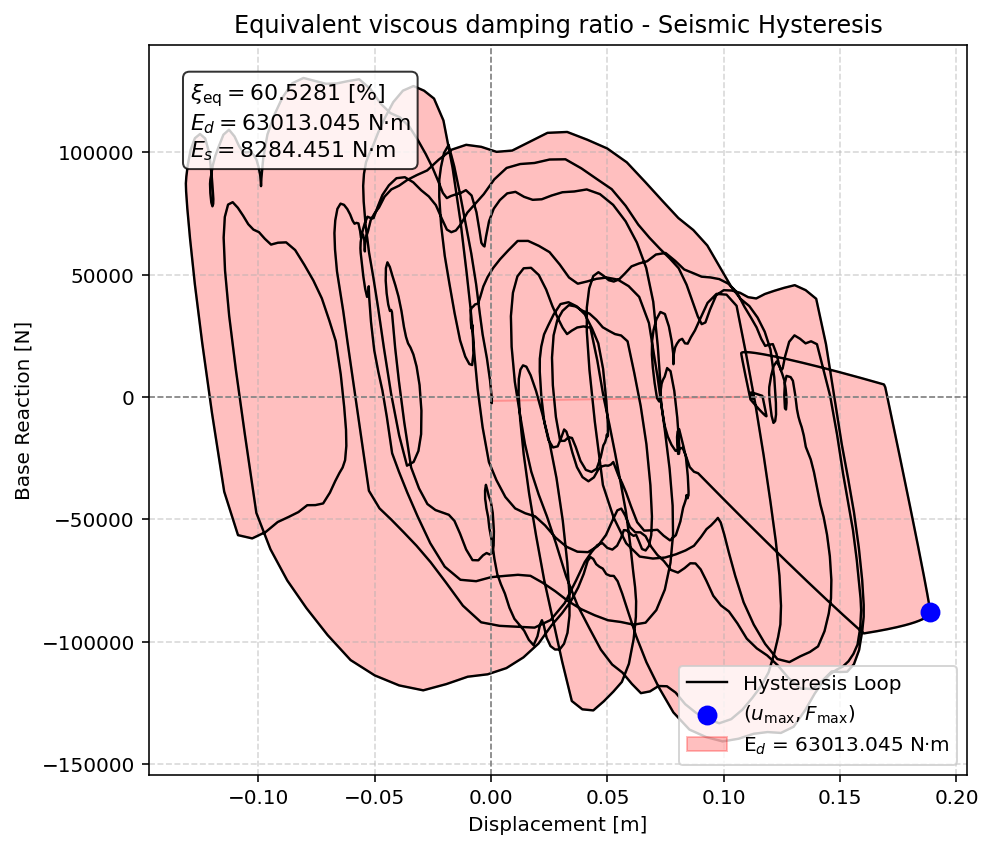 Equivalent viscous damping ratio - Seismic Hysteresis
ξeq = 60.5281 [%]
Ed = 63013.045 N·m
Es = 8284.451 N·m
Base Reaction [N]
100000
50000
0
−50000
−100000
−150000
Hysteresis Loop
(umax, Fmax)
Ed = 63013.045 N·m
−0.10
−0.05
0.00
0.05
0.10
0.15
0.20
Displacement [m]